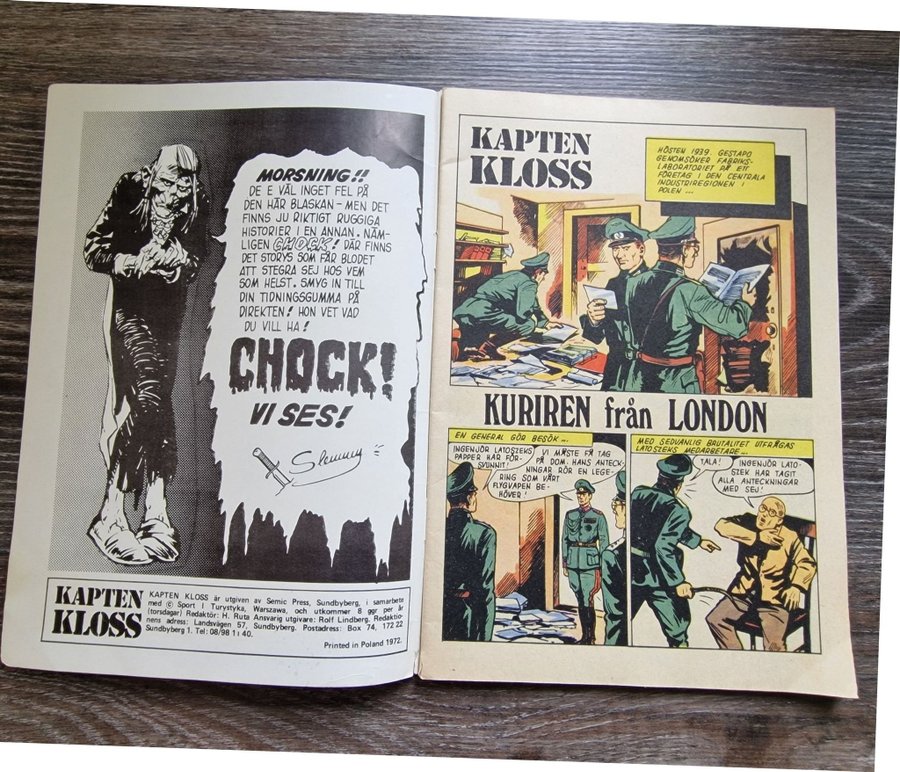 MORSNING!!
DE E VÄL INGET FEL PÅ
DEN HÄR BLASKAN - MEN DET
FINNS JU RIKTIGT RUGGIGA
HISTORIER I EN ANNAN. NÄM-
LIGEN CHOCK! DÄR FINNS
DET STORYS SOM FÅR BLODET
ATT STEGRA SEJ HOS VEM
SOM HELST. SMYG IN TILL
DIN TIDNINGSGUMMA PÅ
DIREKTEN! HON VET VAD
DU VILL HA!
CHOCK!
VI SES!
Slemmy
KAPTEN
KLOSS
KAPTEN KLOSS är utgiven av Semic Press, Sundbyberg, i samarbete
med © Sport I Turystyka, Warszawa, och utkommer 8 ggr per år
(torsdagar) Redaktör: H. Ruta Ansvarig utgivare: Rolf Lindberg. Redaktio-
nens adress: Landsvägen 57, Sundbyberg. Postadress: Box 74, 172 22
Sundbyberg 1. Tel: 08/98 11 40.
Printed in Poland 1972.
KAPTEN
KLOSS
HÖSTEN 1939. GESTAPO
GENOMSÖKER FABRIKS-
LABORATORIET PÅ ETT
FÖRETAG I DEN CENTRALA
INDUSTRIREGIONEN I
POLEN ...
KURIREN från LONDON
EN GENERAL GÖR BESÖK ...
INGENJÖR LATOSZEKS
PAPPER HAR FÖR-
SVUNNIT!
VI MÅSTE FÅ TAG
PÅ DOM. HANS ANTECK-
NINGAR RÖR EN LEGE-
RING SOM VÅRT
FLYGVAPEN BE-
HÖVER!
MED SEDVANLIG BRUTALITET UTFRÅGAS
LATOSZEKS MEDARBETARE...
TALA!
INGENJÖR LATO-
SZEK HAR TAGIT
ALLA ANTECKNINGAR
MED SEJ!